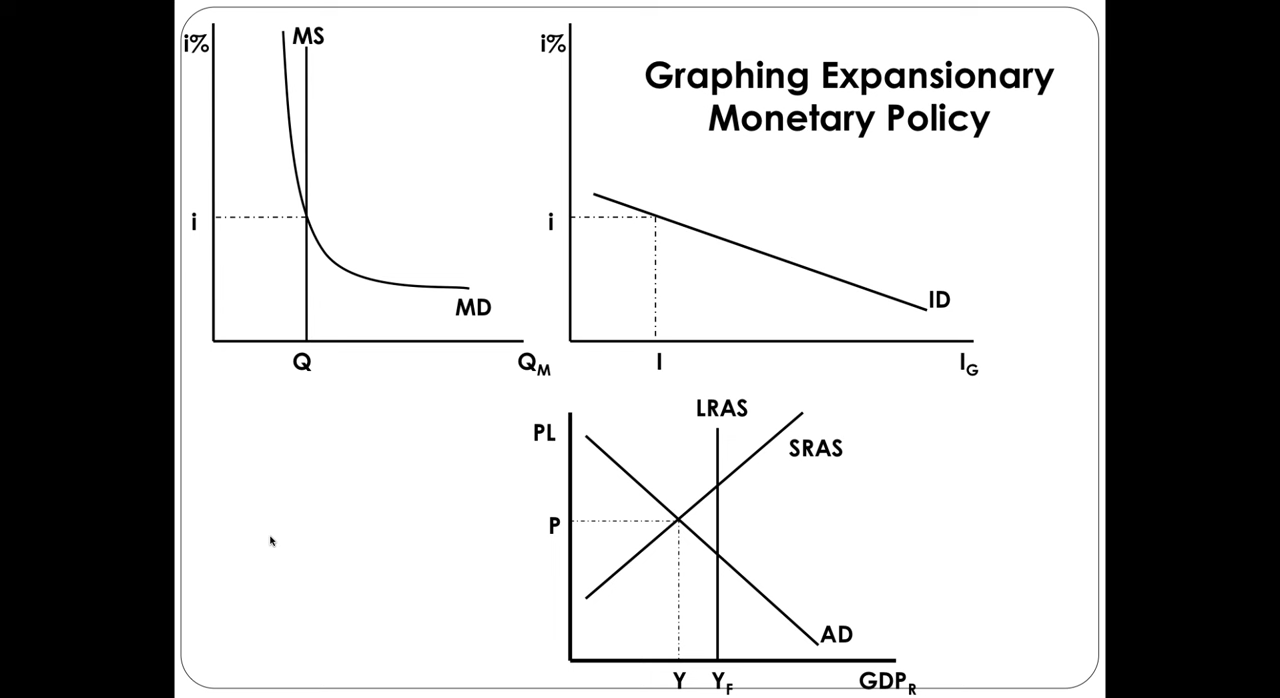 Graphing Expansionary
Monetary Policy
i%
MS
i
MD
Q
QM
i%
i
ID
I
IG
PL
LRAS
SRAS
P
AD
Y
YF
GDPR